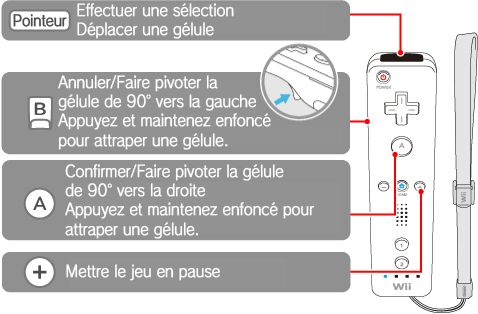 Pointeur
Effectuer une sélection
Déplacer une gélule
B
Annuler/Faire pivoter la
gélule de 90° vers la gauche
Appuyez et maintenez enfoncé
pour attraper une gélule.
A
Confirmer/Faire pivoter la gélule
de 90° vers la droite
Appuyez et maintenez enfoncé pour
attraper une gélule.
+
Mettre le jeu en pause
POWER
A
HOME
1
2
Wii
Wii